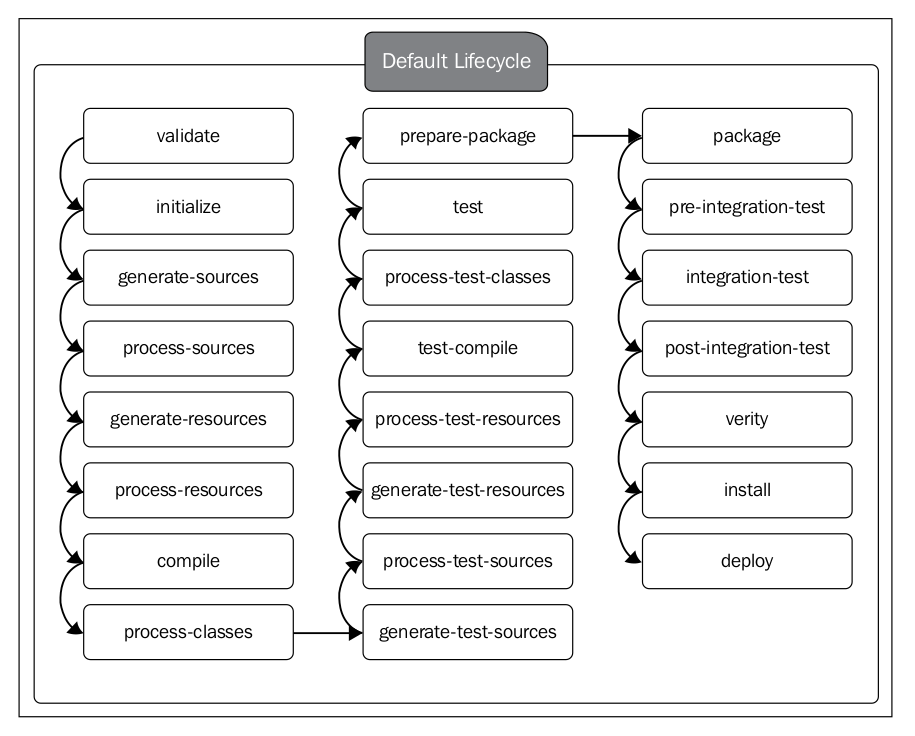 Default Lifecycle
validate
initialize
generate-sources
process-sources
generate-resources
process-resources
compile
process-classes
generate-test-sources
process-test-sources
generate-test-resources
process-test-resources
test-compile
process-test-classes
test
prepare-package
package
pre-integration-test
integration-test
post-integration-test
verity
install
deploy